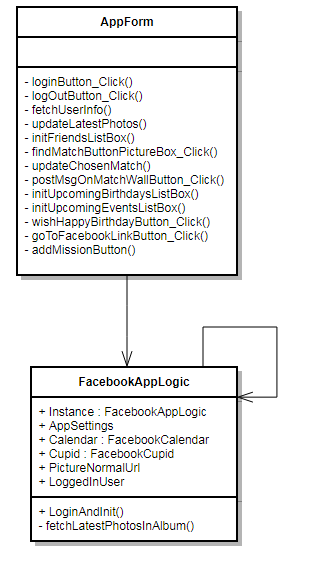 AppForm
- loginButton_Click()
- logOutButton_Click()
- fetchUserInfo()
- updateLatestPhotos()
- initFriendsListBox()
- findMatchButtonPictureBox_Click()
- updateChosenMatch()
- postMsgOnMatchWallButton_Click()
- initUpcomingBirthdaysListBox()
- initUpcomingEventsListBox()
- wishHappyBirthdayButton_Click()
- goToFacebookLinkButton_Click()
- addMissionButton()
FacebookAppLogic
+ Instance : FacebookAppLogic
+ AppSettings
+ Calendar : FacebookCalendar
+ Cupid : FacebookCupid
+ PictureNormalUrl
+ LoggedInUser
+ LoginAndInit()
- fetchLatestPhotosInAlbum()